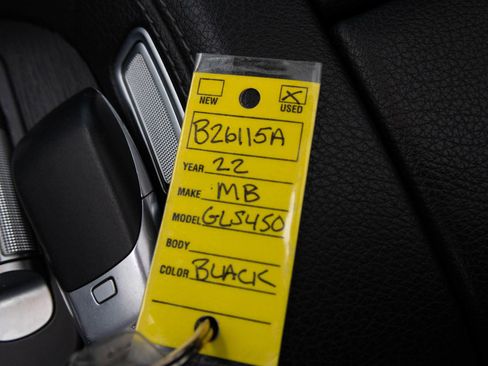 NEW USED
B26115A
YEAR 22
MAKE MB
MODEL GLS450
BODY
COLOR BLACK